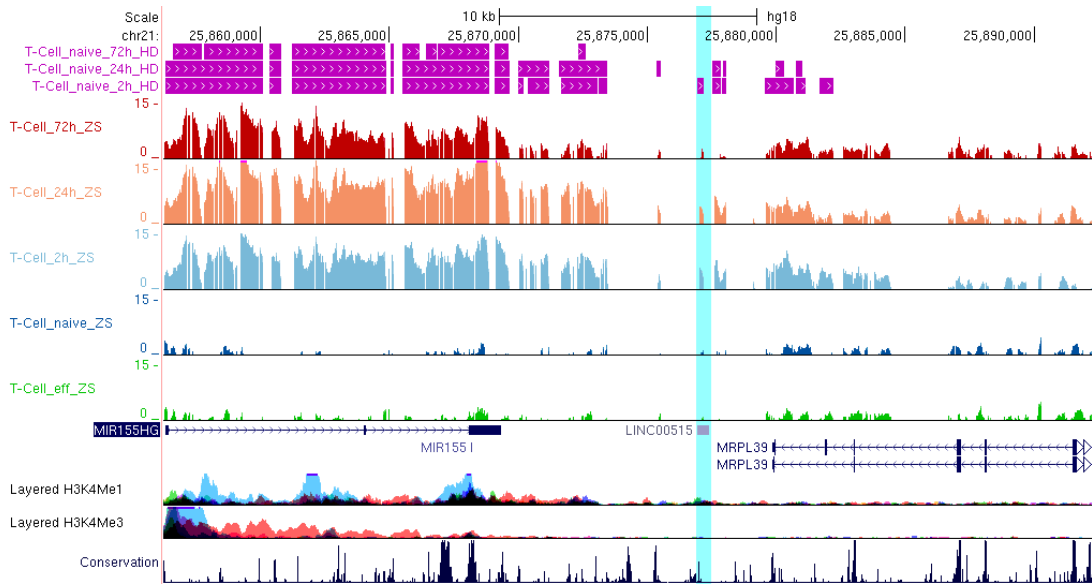 Scale 10 kb hg18
chr21: 25,860,000 25,865,000 25,870,000 25,875,000 25,880,000 25,885,000 25,890,000
T-Cell_naive_72h_HD
T-Cell_naive_24h_HD
T-Cell_naive_2h_HD
15 _
T-Cell_72h_ZS
0 _
15 _
T-Cell_24h_ZS
0 _
15 _
T-Cell_2h_ZS
0 _
15 _
T-Cell_naive_ZS
0 _
15 _
T-Cell_eff_ZS
0 _
MIR155HG LINC00515
MIR155 MRPL39
MRPL39
Layered H3K4Me1
Layered H3K4Me3
Conservation